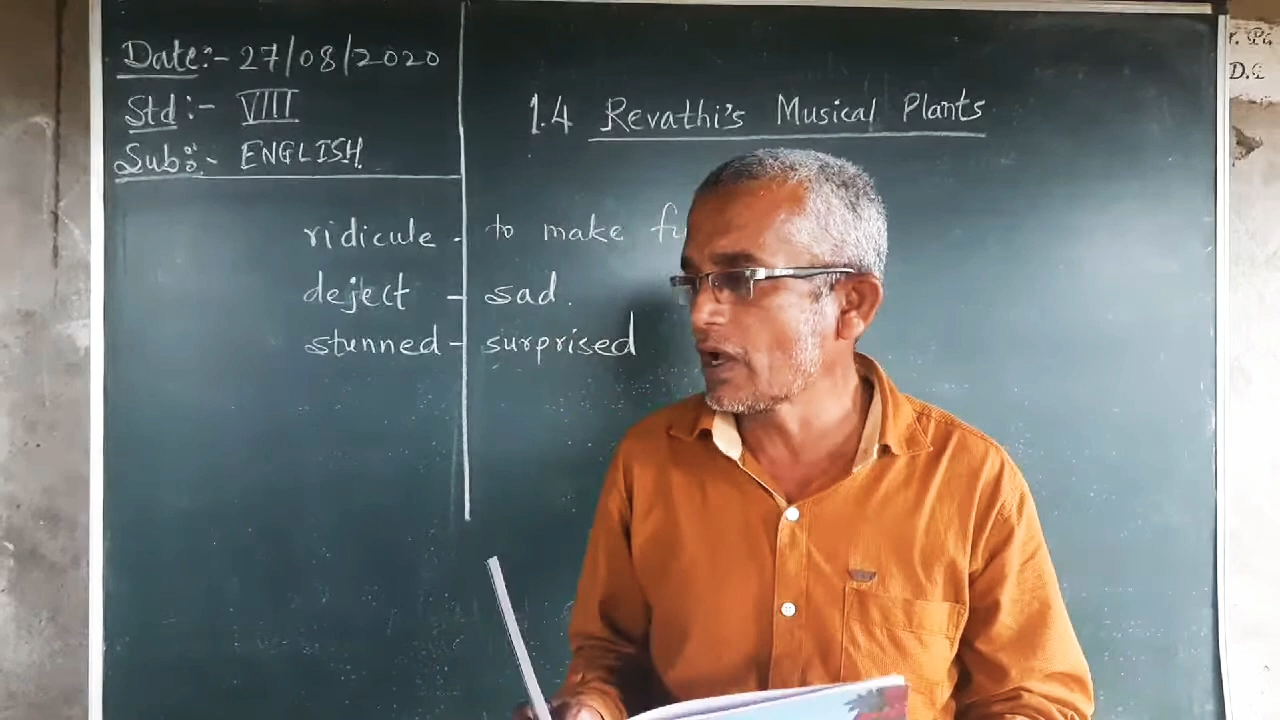 Date:- 27/08/2020
Std:- VIII
Sub:- ENGLISH
1.4 Revathi's Musical Plants
ridicule - to make
deject - sad.
stunned - surprised
D.C